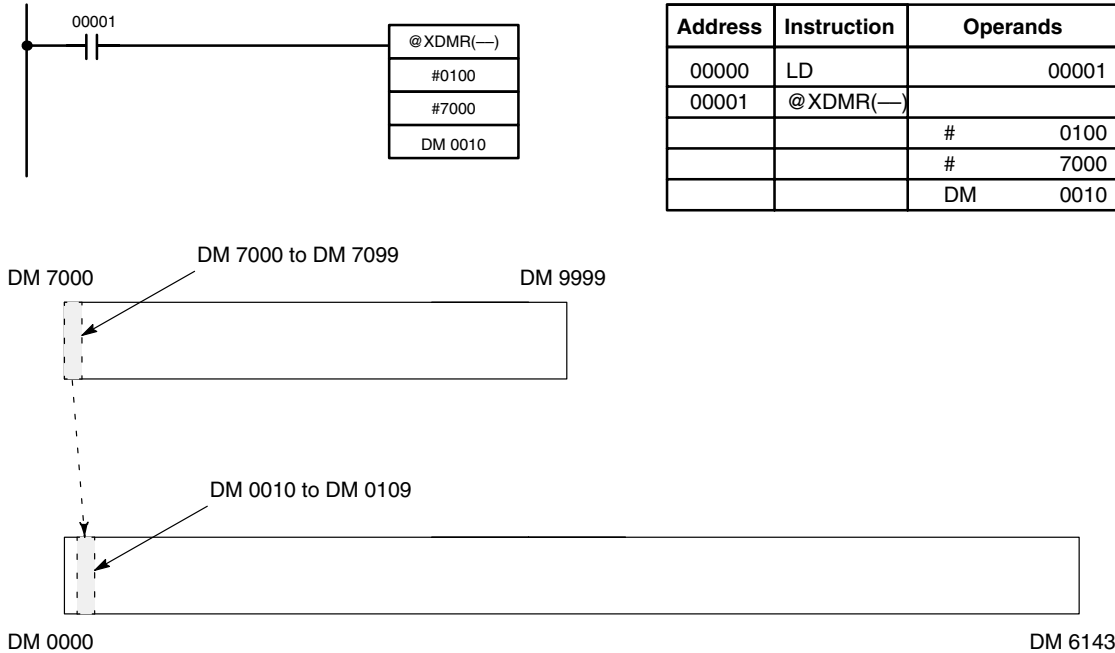 00001
@XDMR(—)
#0100
#7000
DM 0010
Address Instruction Operands
00000 LD 00001
00001 @XDMR(—)
# 0100
# 7000
DM 0010
DM 7000 to DM 7099
DM 7000 DM 9999
DM 0010 to DM 0109
DM 0000 DM 6143